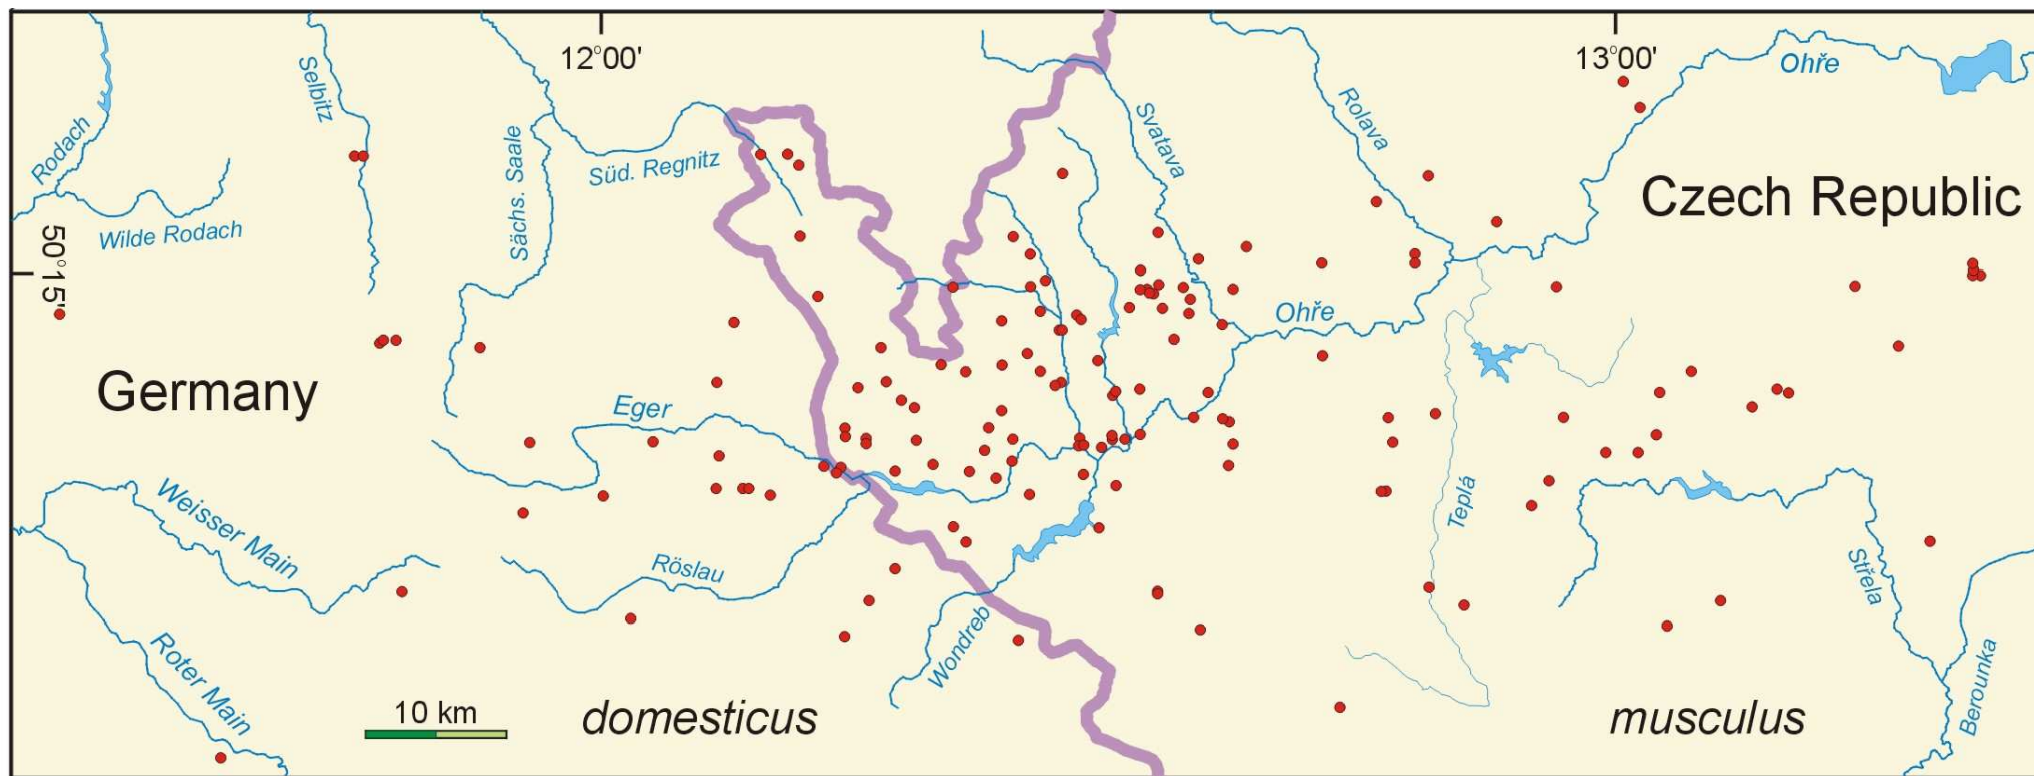 12°00'
13°00'
Ohře
Selbitz
Rodach
Sächs. Saale
Süd. Regnitz
Svatava
Rolava
Czech Republic
Wilde Rodach
50°15'
Ohře
Germany
Eger
Teplá
Weisser Main
Röslau
Střela
Wondreb
Roter Main
Berounka
10 km
domesticus
musculus